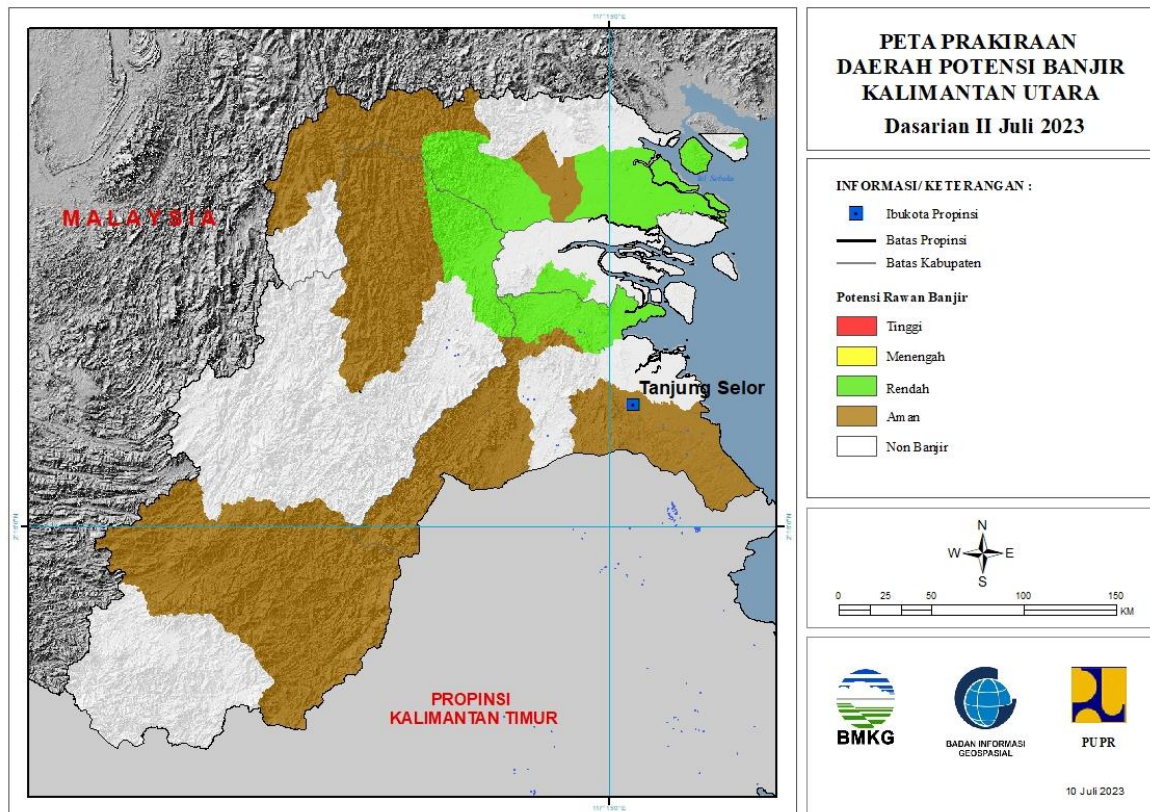 PETA PRAKIRAAN
DAERAH POTENSI BANJIR
KALIMANTAN UTARA
Dasarian II Juli 2023
INFORMASI/ KETERANGAN :
Ibukota Propinsi
Batas Propinsi
Batas Kabupaten
Potensi Rawan Banjir
Tinggi
Menengah
Rendah
Aman
Non Banjir
N
W E
S
0 25 50 100 150
KM
BMKG
BADAN INFORMASI
GEOSPASIAL
PUPR
10 Juli 2023
MALAYSIA
Tanjung Selor
PROPINSI
KALIMANTAN TIMUR